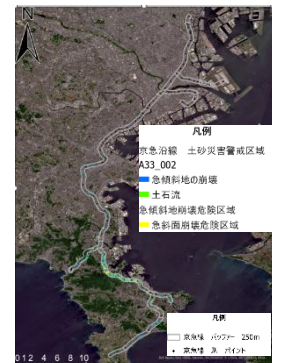 N
凡例
京急沿線 土砂災害警戒区域
A33_002
急傾斜地の崩壊
土石流
急傾斜地崩壊危険区域
急斜面崩壊危険区域
凡例
京急線 バッファー 250m
京急線 ポイント
0 1 2 4 6 8 10